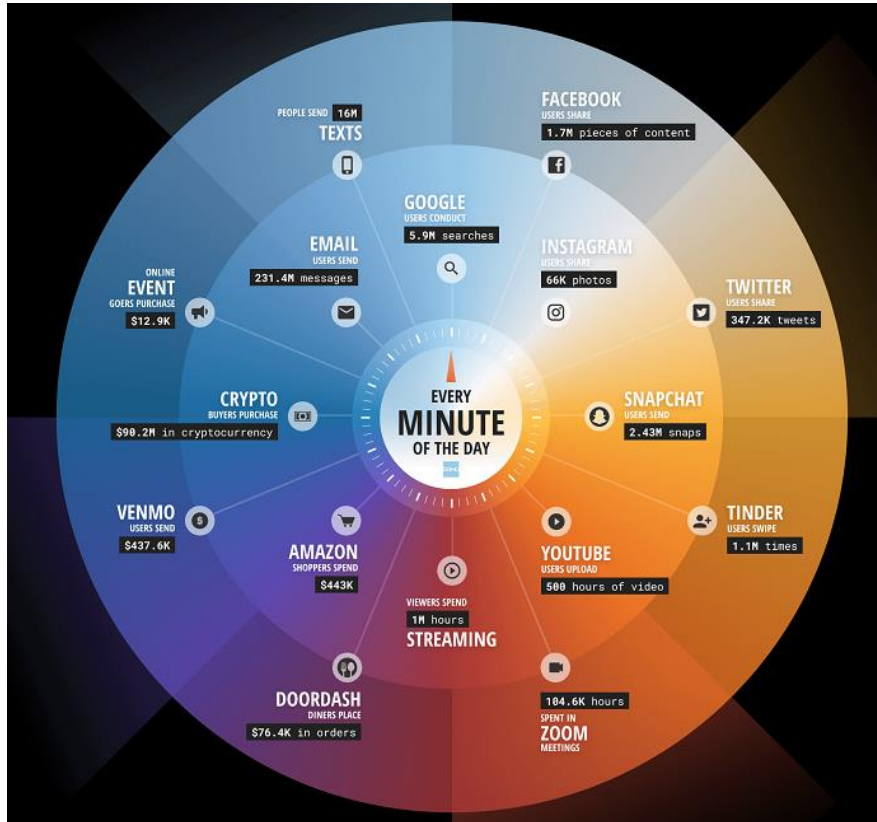 PEOPLE SEND 16M
TEXTS
FACEBOOK
USERS SHARE
1.7M pieces of content
GOOGLE
USERS CONDUCT
5.9M searches
EMAIL
USERS SEND
231.4M messages
INSTAGRAM
USERS SHARE
66K photos
ONLINE
EVENT
GOERS PURCHASE
$12.9K
TWITTER
USERS SHARE
347.2K tweets
CRYPTO
BUYERS PURCHASE
$90.2M in cryptocurrency
EVERY
MINUTE
OF THE DAY
SNAPCHAT
USERS SEND
2.43M snaps
VENMO
USERS SEND
$437.6K
AMAZON
SHOPPERS SPEND
$443K
VIEWERS SPEND
1M hours
STREAMING
YOUTUBE
USERS UPLOAD
500 hours of video
TINDER
USERS SWIPE
1.1M times
DOORDASH
DINERS PLACE
$76.4K in orders
104.6K hours
SPENT IN
ZOOM
MEETINGS